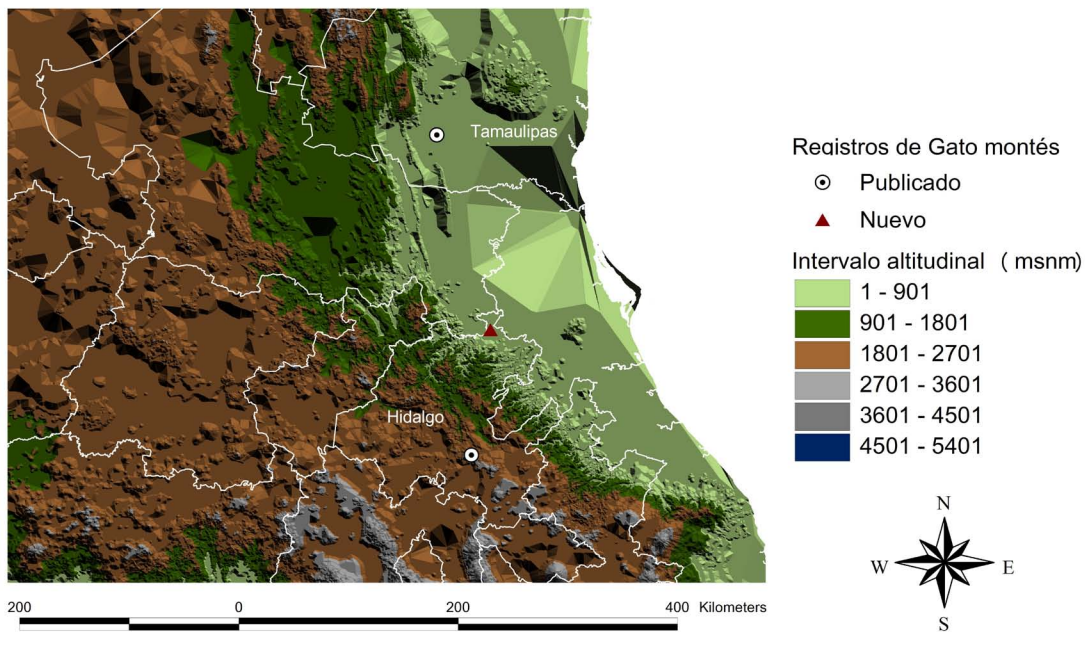 Tamaulipas
Hidalgo
Registros de Gato montés
Publicado
Nuevo
Intervalo altitudinal ( msnm)
1 - 901
901 - 1801
1801 - 2701
2701 - 3601
3601 - 4501
4501 - 5401
N
W E
S
200 0 200 400 Kilometers